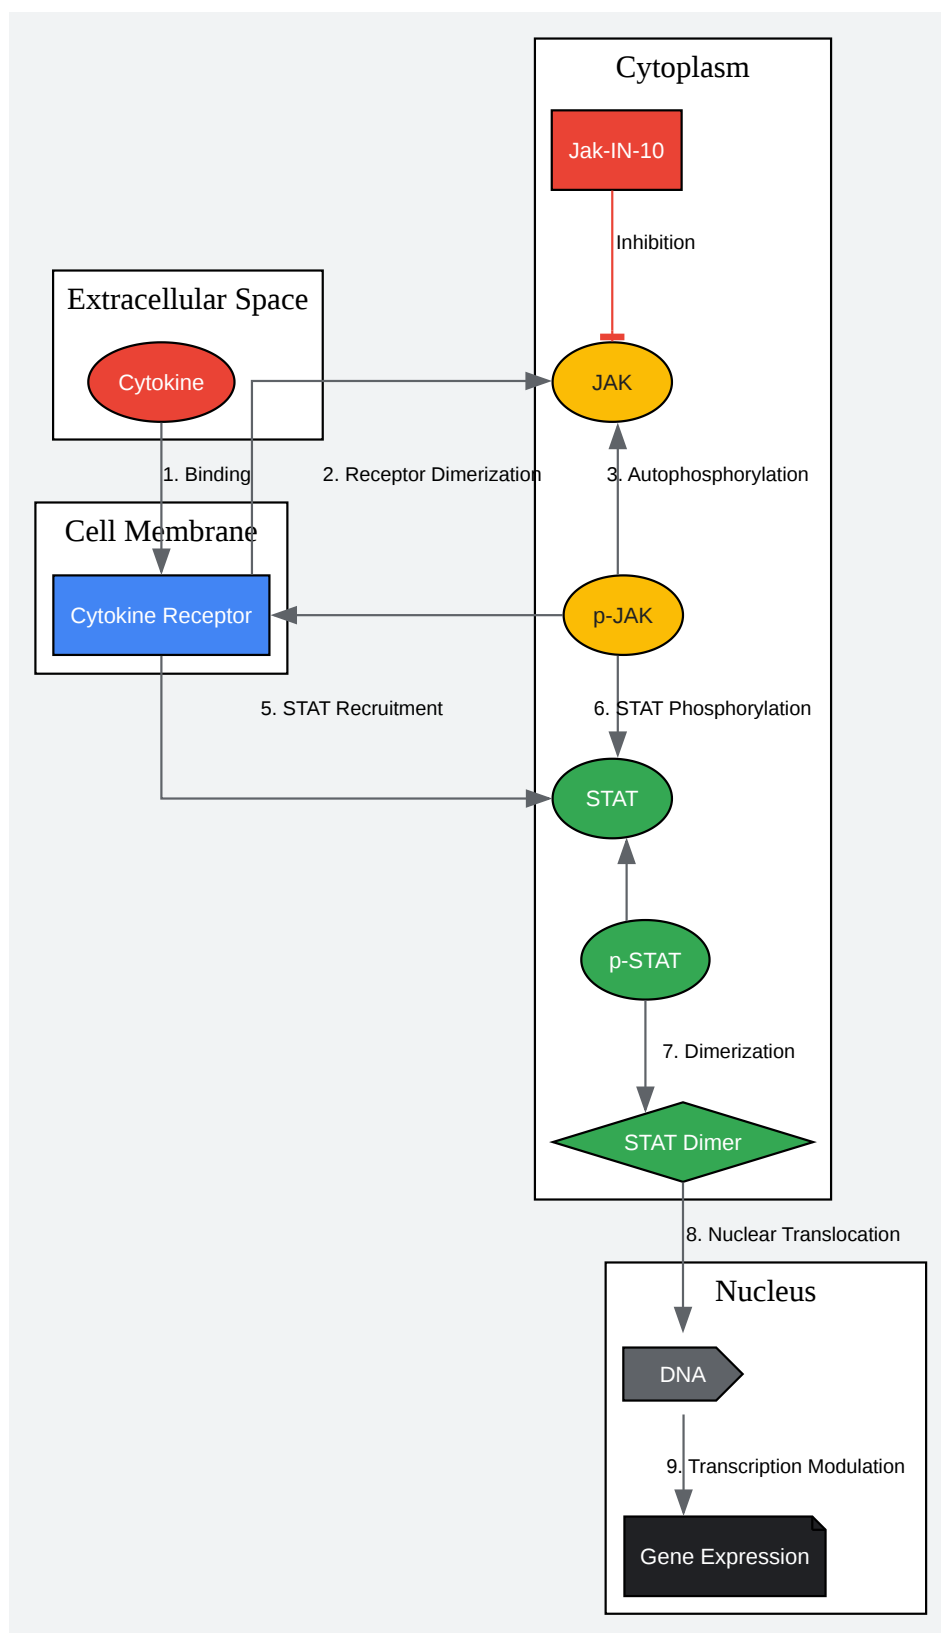 Cytoplasm
Jak-IN-10
Inhibition
Extracellular Space
Cytokine
JAK
1. Binding
2. Receptor Dimerization
3. Autophosphorylation
Cell Membrane
Cytokine Receptor
p-JAK
5. STAT Recruitment
6. STAT Phosphorylation
STAT
p-STAT
7. Dimerization
STAT Dimer
8. Nuclear Translocation
Nucleus
DNA
9. Transcription Modulation
Gene Expression